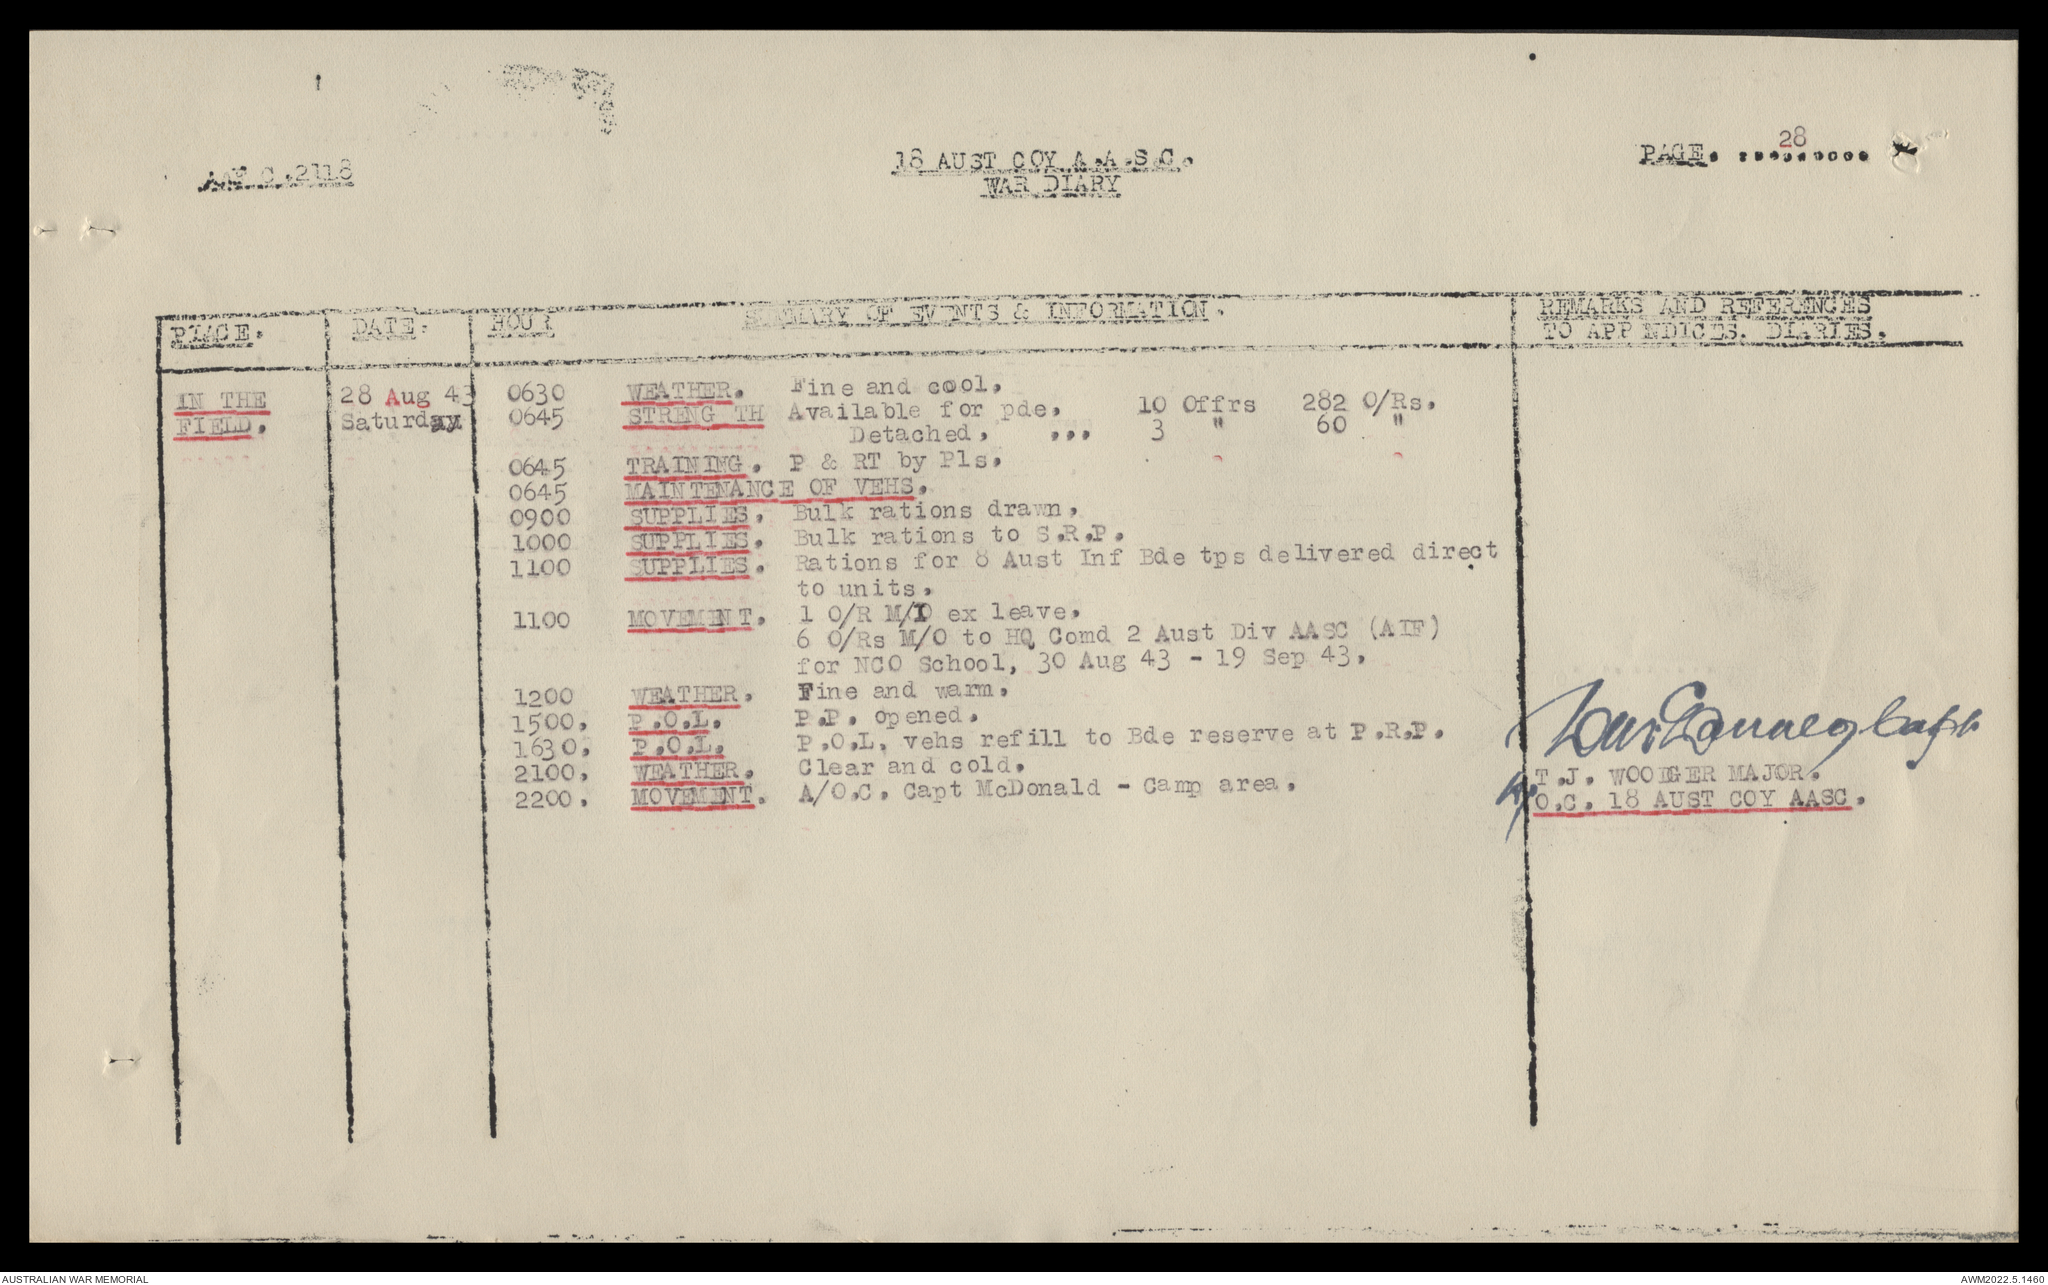 AAF C.2118
18 AUST COY A.A.S.C.
WAR DIARY
PAGE. 28
PLACE.
DATE.
HOUR
SUMMARY OF EVENTS & INFORMATION.
REMARKS AND REFERENCES
TO APPENDICES. DIARIES.
IN THE
FIELD.
28 Aug 43
Saturday
0630 WEATHER. Fine and cool.
0645 STRENGTH Available for pde. 10 Offrs 282 O/Rs.
Detached. ... 3 " 60 "
0645 TRAINING. P & RT by Pls.
0645 MAINTENANCE OF VEHS.
0900 SUPPLIES. Bulk rations drawn.
1000 SUPPLIES. Bulk rations to S.R.P.
1100 SUPPLIES. Rations for 8 Aust Inf Bde tps delivered direct
to units.
1100 MOVEMENT. 1 O/R M/I ex leave.
6 O/Rs M/O to HQ Comd 2 Aust Div AASC (AIF)
for NCO School, 30 Aug 43 - 19 Sep 43.
1200 WEATHER. Fine and warm.
1500. P.O.L. P.P. opened.
1630. P.O.L. P.O.L. vehs refill to Bde reserve at P.R.P.
2100. WEATHER. Clear and cold.
2200. MOVEMENT. A/O.C. Capt McDonald - Camp area.
T.J. WOODGER MAJOR.
O.C. 18 AUST COY AASC.
AUSTRALIAN WAR MEMORIAL
AWM2022.5.1460